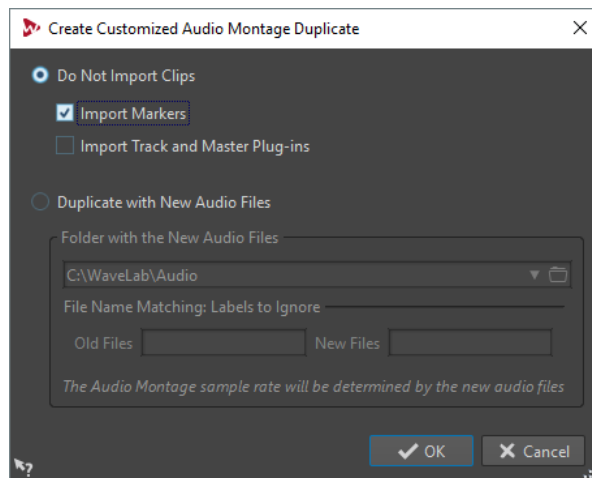 Create Customized Audio Montage Duplicate
Do Not Import Clips
Import Markers
Import Track and Master Plug-ins
Duplicate with New Audio Files
Folder with the New Audio Files
C:\WaveLab\Audio
File Name Matching: Labels to Ignore
Old Files New Files
The Audio Montage sample rate will be determined by the new audio files
OK Cancel
?